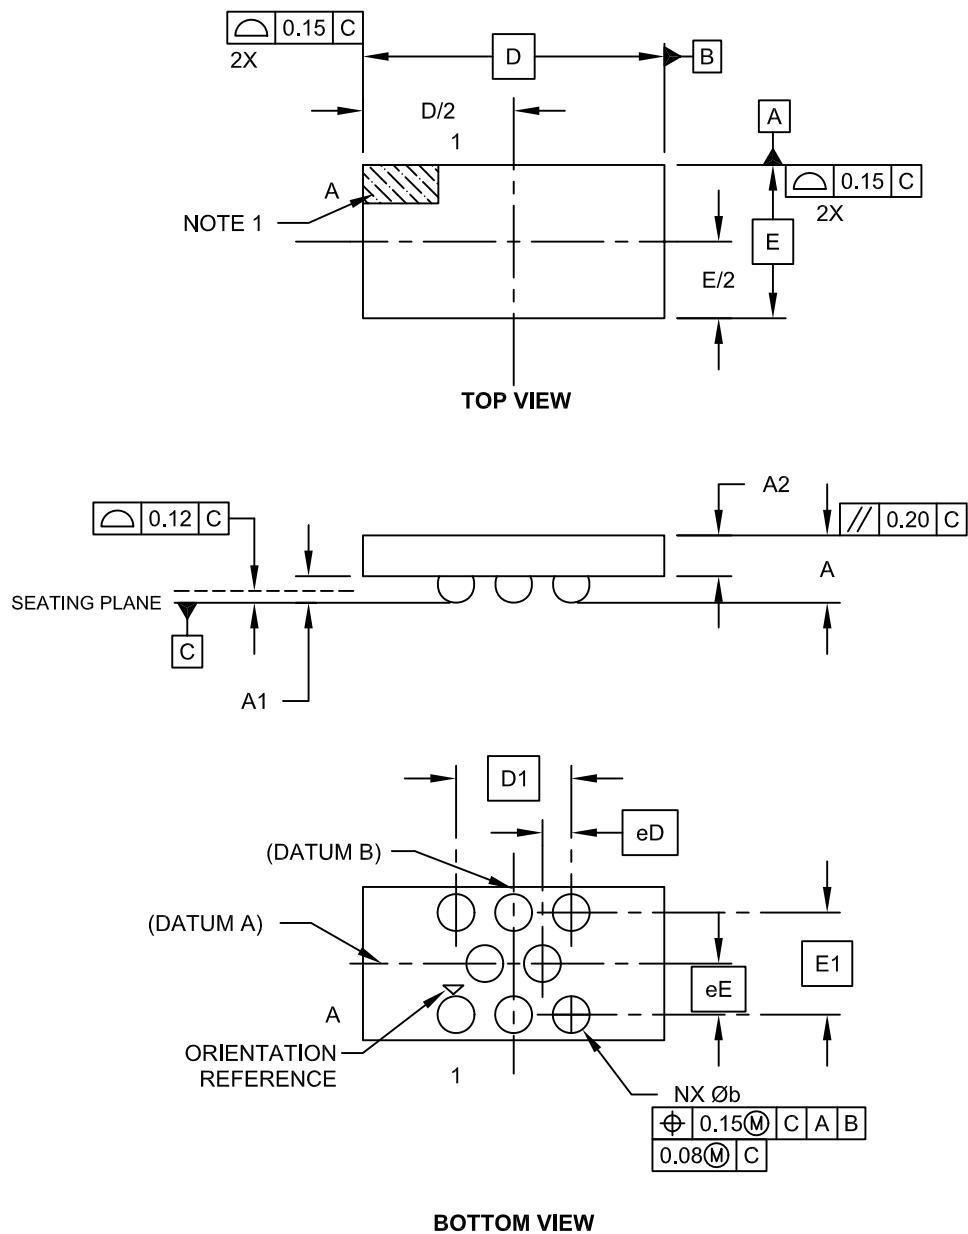 0.15 C
2X
D
B
D/2
1
A
A
0.15 C
2X
NOTE 1
E
E/2
TOP VIEW
A2
0.12 C
// 0.20 C
A
SEATING PLANE
C
A1
D1
eD
(DATUM B)
(DATUM A)
E1
eE
A
ORIENTATION
REFERENCE
1
NX Øb
⌖ 0.15Ⓜ C A B
0.08Ⓜ C
BOTTOM VIEW